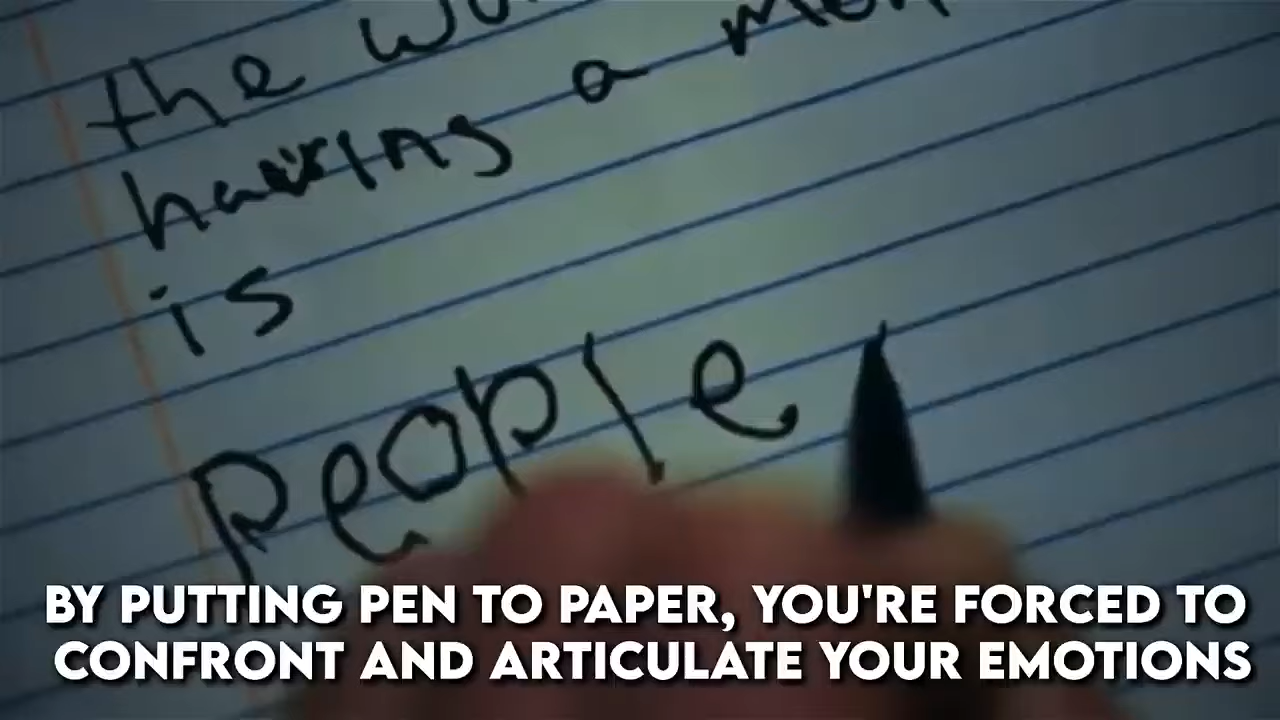 the
having a
is
people
BY PUTTING PEN TO PAPER, YOU'RE FORCED TO
CONFRONT AND ARTICULATE YOUR EMOTIONS